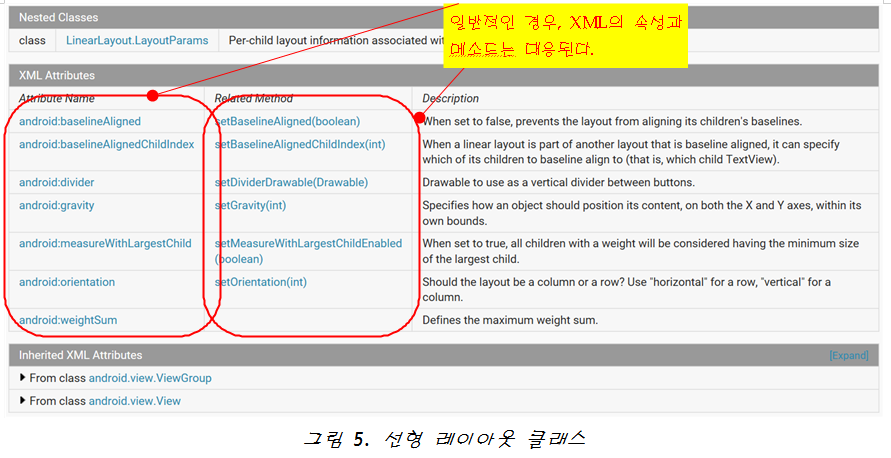 Nested Classes
일반적인 경우, XML의 속성과
메소드는 대응된다.
class LinearLayout.LayoutParams Per-child layout information associated wit
XML Attributes
Attribute Name Related Method Description
android:baselineAligned setBaselineAligned(boolean) When set to false, prevents the layout from aligning its children's baselines.
android:baselineAlignedChildIndex setBaselineAlignedChildIndex(int) When a linear layout is part of another layout that is baseline aligned, it can specify
which of its children to baseline align to (that is, which child TextView).
android:divider setDividerDrawable(Drawable) Drawable to use as a vertical divider between buttons.
android:gravity setGravity(int) Specifies how an object should position its content, on both the X and Y axes, within its
own bounds.
android:measureWithLargestChild setMeasureWithLargestChildEnabled When set to true, all children with a weight will be considered having the minimum size
(boolean) of the largest child.
android:orientation setOrientation(int) Should the layout be a column or a row? Use "horizontal" for a row, "vertical" for a
column.
android:weightSum Defines the maximum weight sum.
Inherited XML Attributes [Expand]
From class android.view.ViewGroup
From class android.view.View
그림 5. 선형 레이아웃 클래스